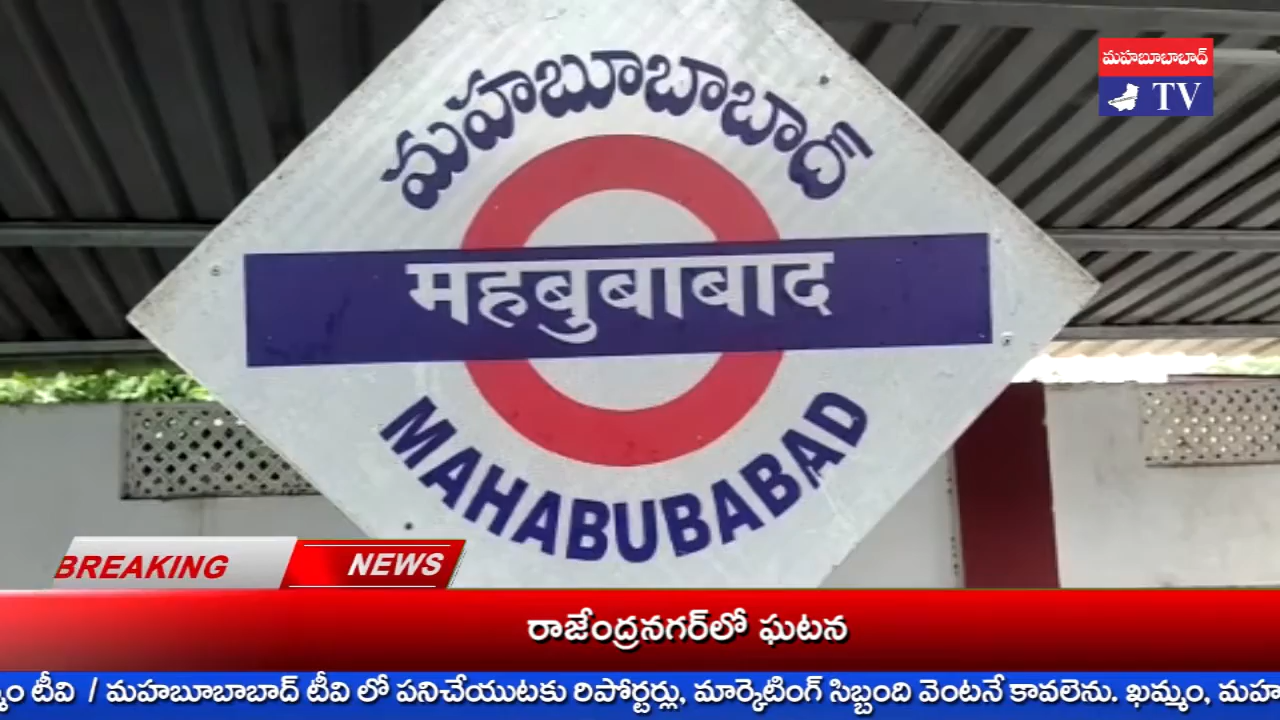 మహబూబాబాద్
TV
మహబూబాబాద్
महबुबाबाद
MAHABUBABAD
BREAKING NEWS
రాజేంద్రనగర్‌లో ఘటన
టీవి / మహబూబాబాద్ టీవి లో పనిచేయుటకు రిపోర్టర్లు, మార్కెటింగ్ సిబ్బంది వెంటనే కావలెను. ఖమ్మం,